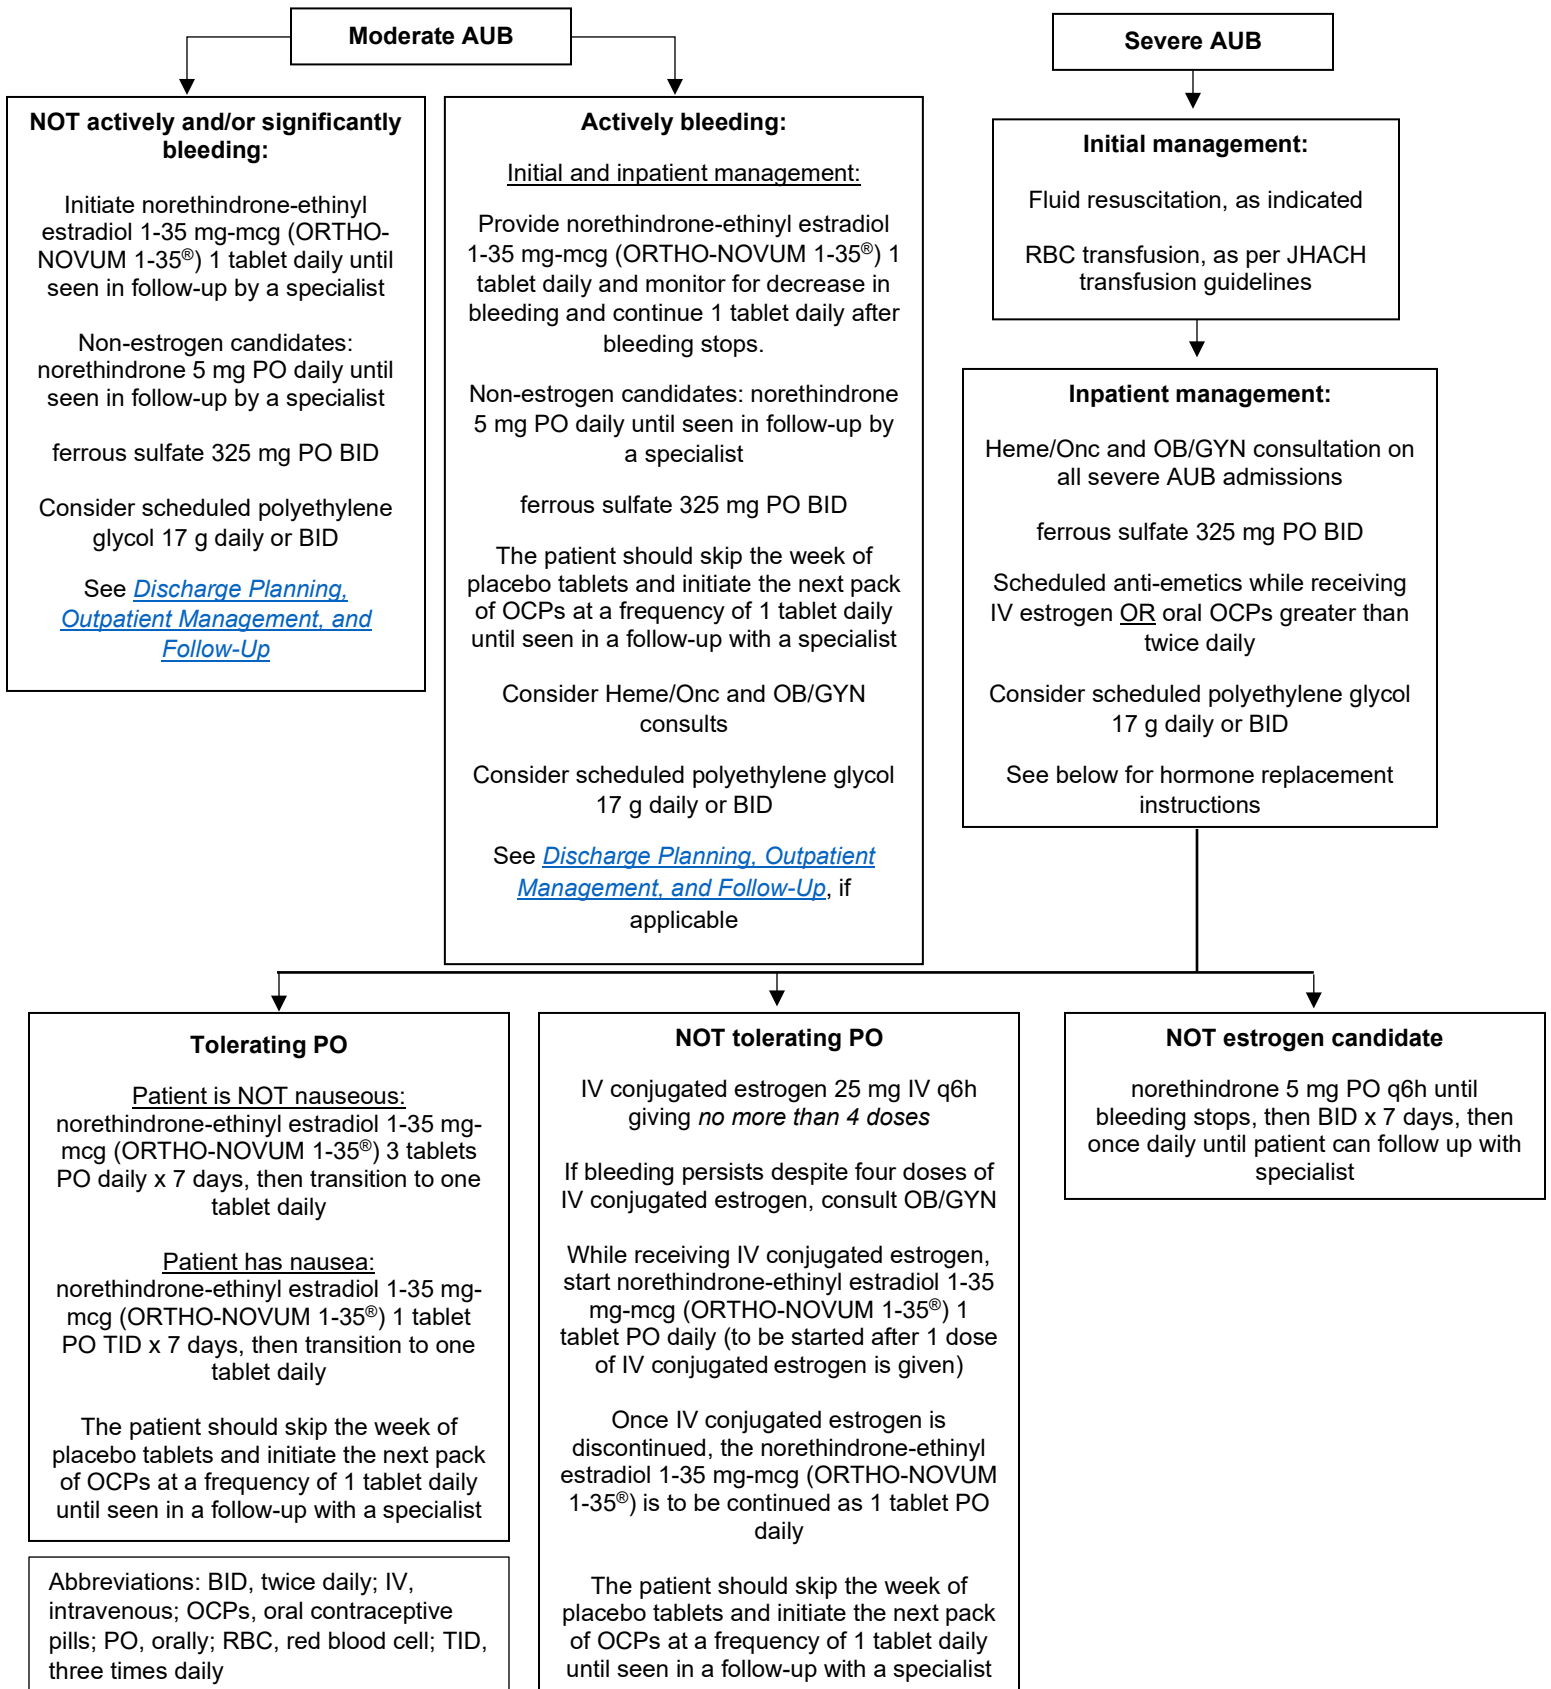 Moderate AUB
NOT actively and/or significantly
bleeding:
Initiate norethindrone-ethinyl
estradiol 1-35 mg-mcg (ORTHO-
NOVUM 1-35®) 1 tablet daily until
seen in follow-up by a specialist
Non-estrogen candidates:
norethindrone 5 mg PO daily until
seen in follow-up by a specialist
ferrous sulfate 325 mg PO BID
Consider scheduled polyethylene
glycol 17 g daily or BID
See Discharge Planning,
Outpatient Management, and
Follow-Up
Actively bleeding:
Initial and inpatient management:
Provide norethindrone-ethinyl estradiol
1-35 mg-mcg (ORTHO-NOVUM 1-35®) 1
tablet daily and monitor for decrease in
bleeding and continue 1 tablet daily after
bleeding stops.
Non-estrogen candidates: norethindrone
5 mg PO daily until seen in follow-up by
a specialist
ferrous sulfate 325 mg PO BID
The patient should skip the week of
placebo tablets and initiate the next pack
of OCPs at a frequency of 1 tablet daily
until seen in a follow-up with a specialist
Consider Heme/Onc and OB/GYN
consults
Consider scheduled polyethylene glycol
17 g daily or BID
See Discharge Planning, Outpatient
Management, and Follow-Up, if
applicable
Severe AUB
Initial management:
Fluid resuscitation, as indicated
RBC transfusion, as per JHACH
transfusion guidelines
Inpatient management:
Heme/Onc and OB/GYN consultation on
all severe AUB admissions
ferrous sulfate 325 mg PO BID
Scheduled anti-emetics while receiving
IV estrogen OR oral OCPs greater than
twice daily
Consider scheduled polyethylene glycol
17 g daily or BID
See below for hormone replacement
instructions
Tolerating PO
Patient is NOT nauseous:
norethindrone-ethinyl estradiol 1-35 mg-
mcg (ORTHO-NOVUM 1-35®) 3 tablets
PO daily x 7 days, then transition to one
tablet daily
Patient has nausea:
norethindrone-ethinyl estradiol 1-35 mg-
mcg (ORTHO-NOVUM 1-35®) 1 tablet
PO TID x 7 days, then transition to one
tablet daily
The patient should skip the week of
placebo tablets and initiate the next pack
of OCPs at a frequency of 1 tablet daily
until seen in a follow-up with a specialist
NOT tolerating PO
IV conjugated estrogen 25 mg IV q6h
giving no more than 4 doses
If bleeding persists despite four doses of
IV conjugated estrogen, consult OB/GYN
While receiving IV conjugated estrogen,
start norethindrone-ethinyl estradiol 1-35
mg-mcg (ORTHO-NOVUM 1-35®) 1
tablet PO daily (to be started after 1 dose
of IV conjugated estrogen is given)
Once IV conjugated estrogen is
discontinued, the norethindrone-ethinyl
estradiol 1-35 mg-mcg (ORTHO-NOVUM
1-35®) is to be continued as 1 tablet PO
daily
The patient should skip the week of
placebo tablets and initiate the next pack
of OCPs at a frequency of 1 tablet daily
until seen in a follow-up with a specialist
NOT estrogen candidate
norethindrone 5 mg PO q6h until
bleeding stops, then BID x 7 days, then
once daily until patient can follow up with
specialist
Abbreviations: BID, twice daily; IV,
intravenous; OCPs, oral contraceptive
pills; PO, orally; RBC, red blood cell; TID,
three times daily